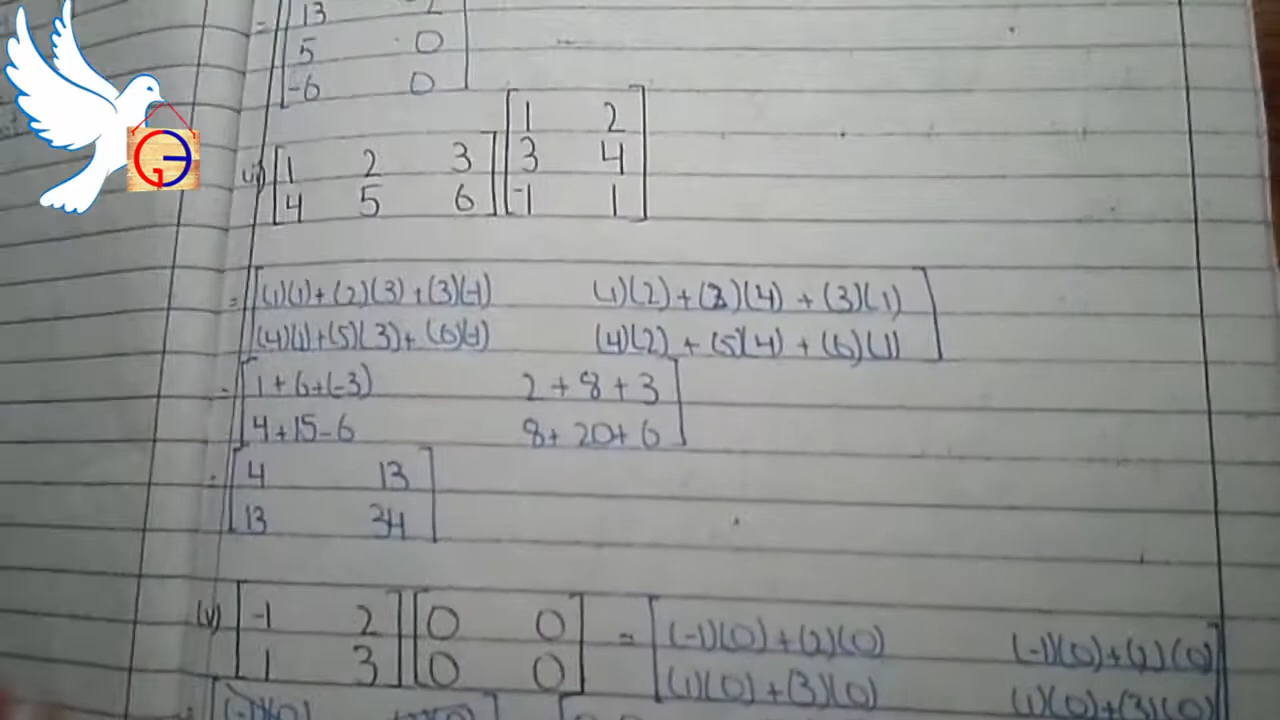 = [13 -2
5 0
-6 0]
[1 2 3] [1 2
4 5 6] 3 4
-1 1]
= [(1)(1)+(2)(3)+(3)(-1) (1)(2)+(2)(4)+(3)(1)
(4)(1)+(5)(3)+(6)(-1) (4)(2)+(5)(4)+(6)(1)]
= [1+6+(-3) 2+8+3
4+15-6 8+20+6]
= [4 13
13 34]
(v) [-1 2] [0 0] = [(-1)(0)+(2)(0) (-1)(0)+(2)(0)
1 3] [0 0] (1)(0)+(3)(0) (1)(0)+(3)(0)]
GE